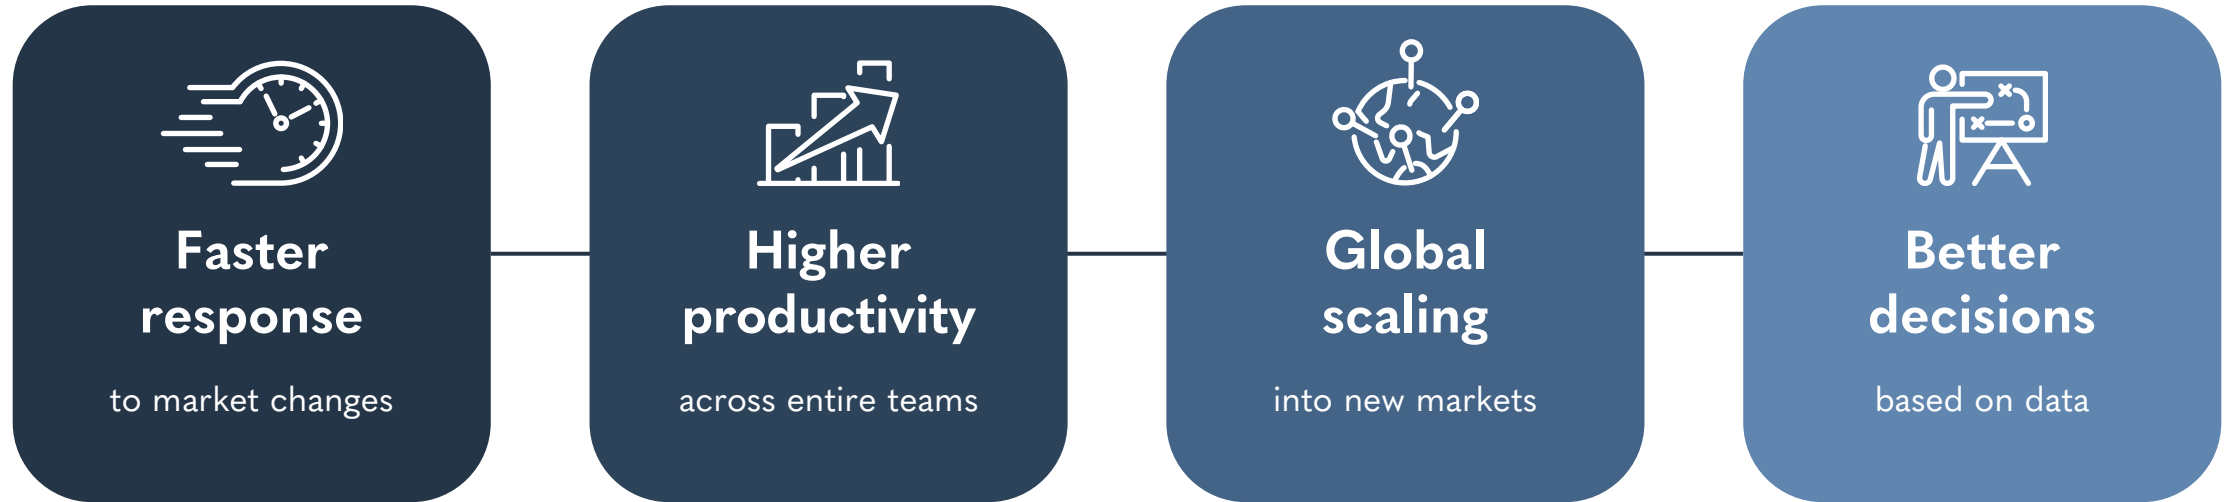 Faster
response
to market changes
Higher
productivity
across entire teams
Global
scaling
into new markets
Better
decisions
based on data